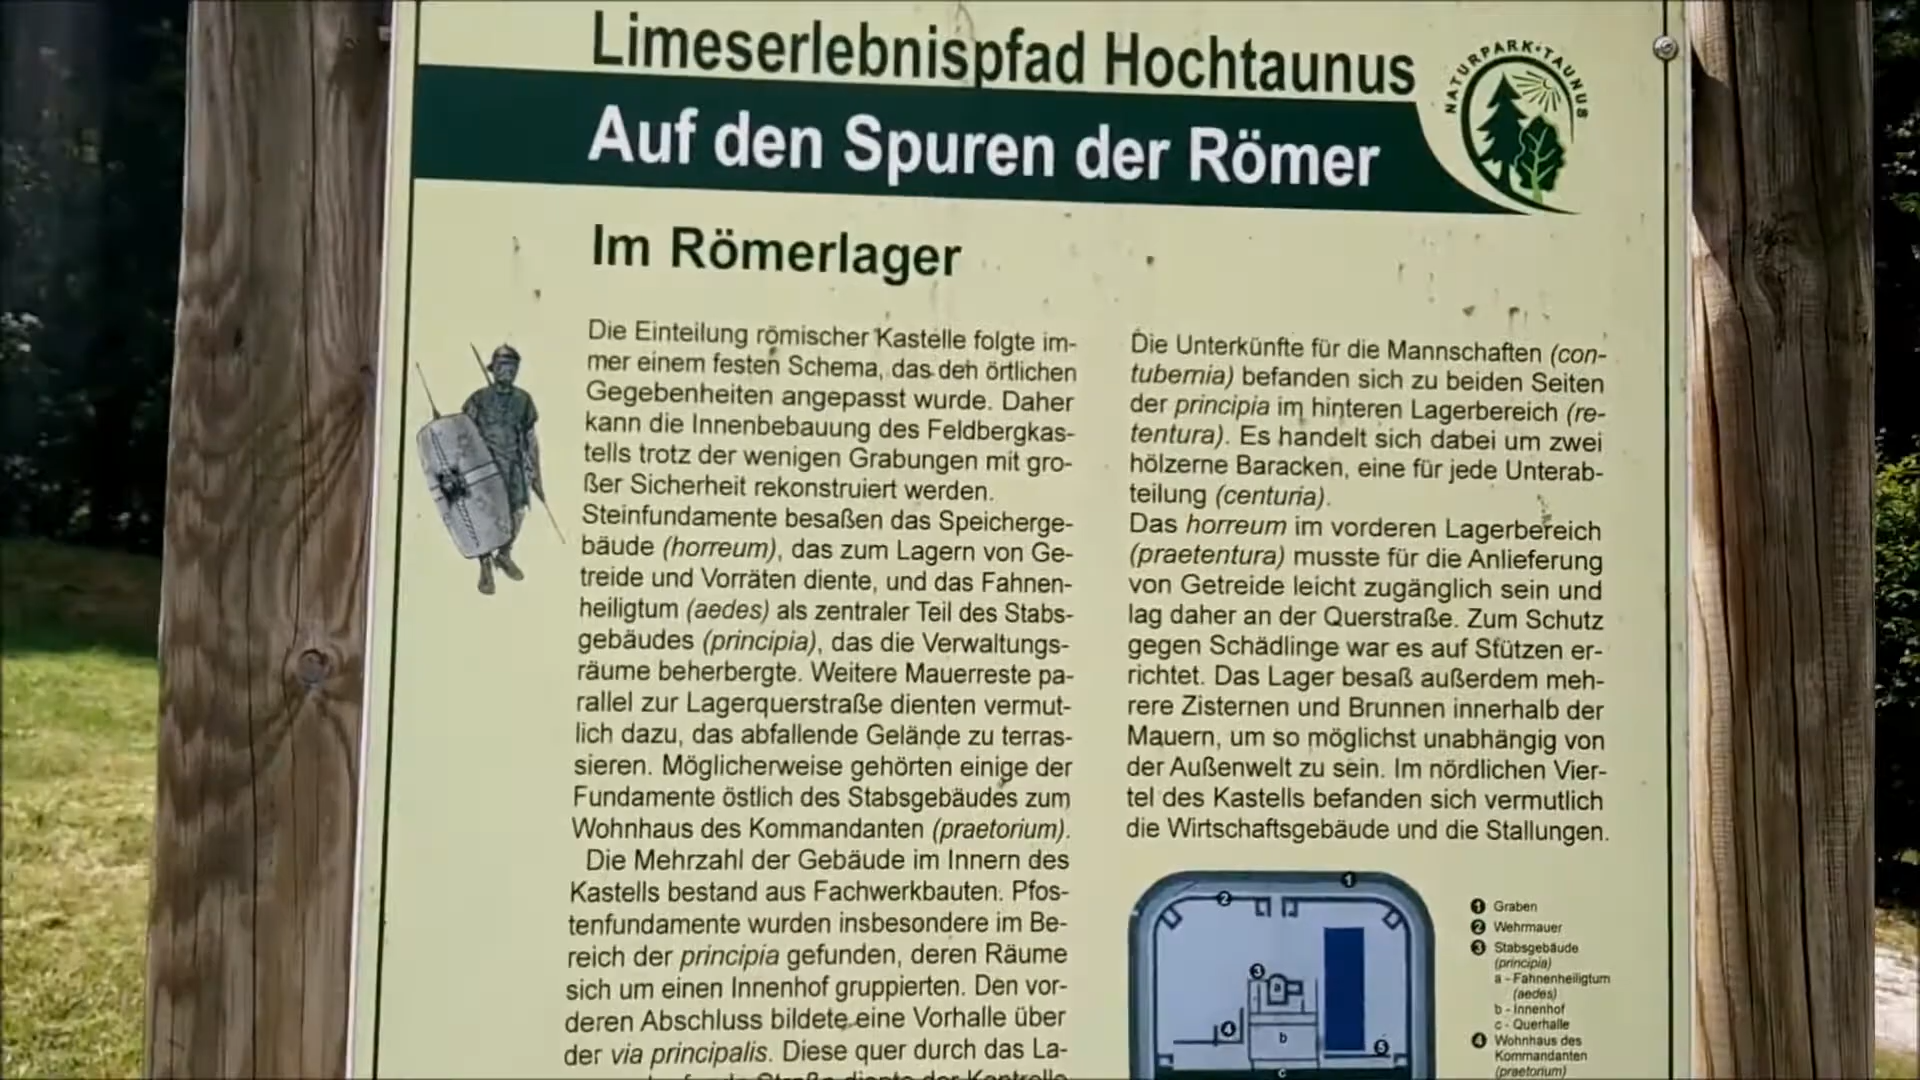 Limeserlebnispfad Hochtaunus
NATURPARK·TAUNUS
Auf den Spuren der Römer
Im Römerlager
Die Einteilung römischer Kastelle folgte im-
mer einem festen Schema, das den örtlichen
Gegebenheiten angepasst wurde. Daher
kann die Innenbebauung des Feldbergkas-
tells trotz der wenigen Grabungen mit gro-
ßer Sicherheit rekonstruiert werden.
Steinfundamente besaßen das Speicherge-
bäude (horreum), das zum Lagern von Ge-
treide und Vorräten diente, und das Fahnen-
heiligtum (aedes) als zentraler Teil des Stabs-
gebäudes (principia), das die Verwaltungs-
räume beherbergte. Weitere Mauerreste pa-
rallel zur Lagerquerstraße dienten vermut-
lich dazu, das abfallende Gelände zu terras-
sieren. Möglicherweise gehörten einige der
Fundamente östlich des Stabsgebäudes zum
Wohnhaus des Kommandanten (praetorium).
Die Mehrzahl der Gebäude im Innern des
Kastells bestand aus Fachwerkbauten. Pfos-
tenfundamente wurden insbesondere im Be-
reich der principia gefunden, deren Räume
sich um einen Innenhof gruppierten. Den vor-
deren Abschluss bildete eine Vorhalle über
der via principalis. Diese quer durch das La-
Straße diente der Kontrolle
Die Unterkünfte für die Mannschaften (con-
tubernia) befanden sich zu beiden Seiten
der principia im hinteren Lagerbereich (re-
tentura). Es handelt sich dabei um zwei
hölzerne Baracken, eine für jede Unterab-
teilung (centuria).
Das horreum im vorderen Lagerbereich
(praetentura) musste für die Anlieferung
von Getreide leicht zugänglich sein und
lag daher an der Querstraße. Zum Schutz
gegen Schädlinge war es auf Stützen er-
richtet. Das Lager besaß außerdem meh-
rere Zisternen und Brunnen innerhalb der
Mauern, um so möglichst unabhängig von
der Außenwelt zu sein. Im nördlichen Vier-
tel des Kastells befanden sich vermutlich
die Wirtschaftsgebäude und die Stallungen.
1
2
3
a
4
b
5
c
1 Graben
2 Wehrmauer
3 Stabsgebäude
(principia)
a - Fahnenheiligtum
(aedes)
b - Innenhof
c - Querhalle
4 Wohnhaus des
Kommandanten
(praetorium)